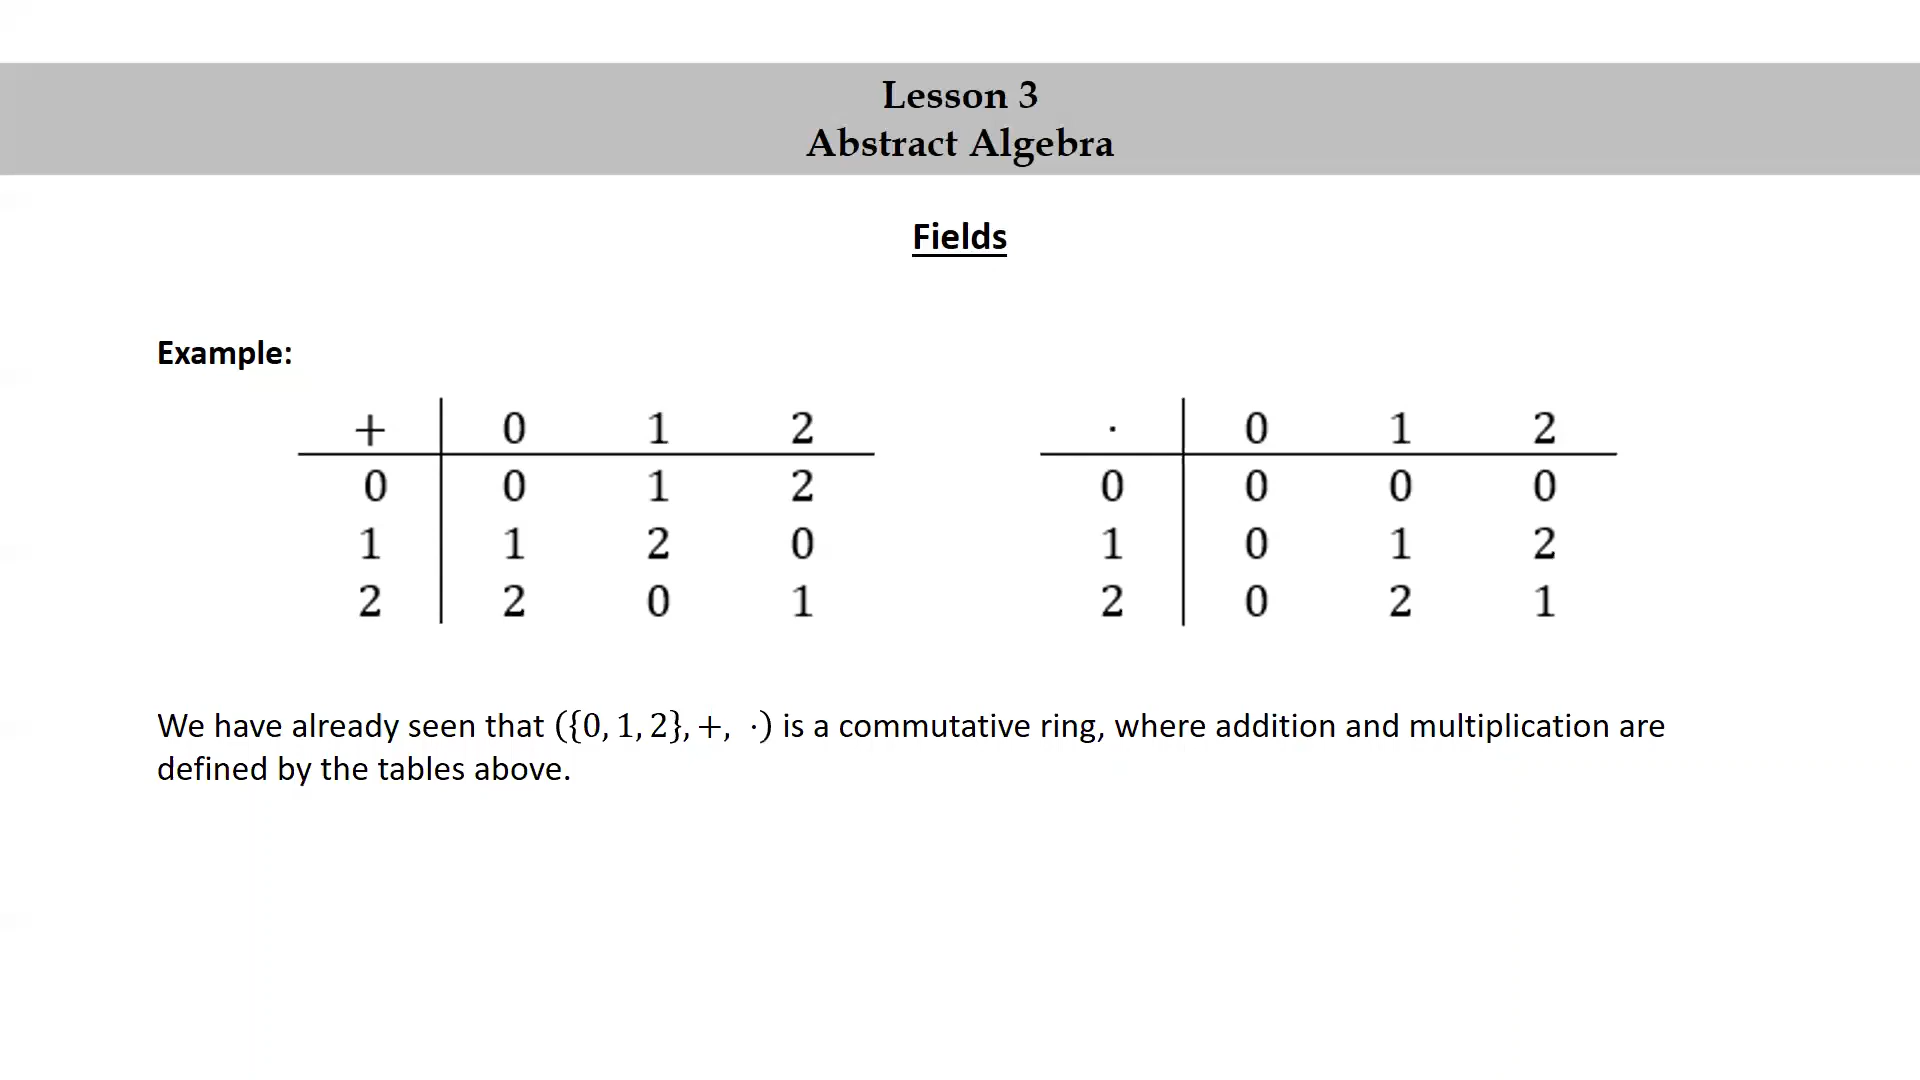 Lesson 3
Abstract Algebra
Fields
Example:
+ 0 1 2
0 0 1 2
1 1 2 0
2 2 0 1
· 0 1 2
0 0 0 0
1 0 1 2
2 0 2 1
We have already seen that ({0, 1, 2}, +, ·) is a commutative ring, where addition and multiplication are
defined by the tables above.